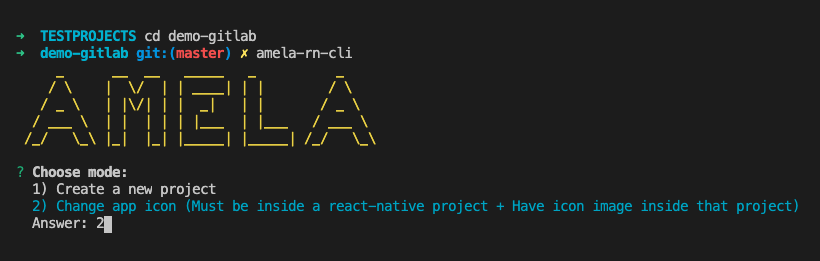 ➜ TESTPROJECTS cd demo-gitlab
➜ demo-gitlab git:(master) ✗ amela-rn-cli
AMELA
? Choose mode:
1) Create a new project
2) Change app icon (Must be inside a react-native project + Have icon image inside that project)
Answer: 2